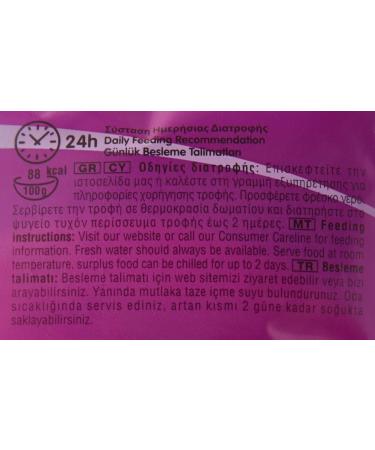 Σύσταση Ημερήσιας Διατροφής
24h Daily Feeding Recommendation
Günlük Besleme Talimatları
88 kcal
100g
GR CY Οδηγίες διατροφής: Επισκεφτείτε την
ιστοσελίδα μας ή καλέστε στη γραμμή εξυπηρέτησης για
πληροφορίες χορήγησης τροφής. Προσφέρετε φρέσκο νερό.
Σερβίρετε την τροφή σε θερμοκρασία δωματίου και διατηρήστε στο
ψυγείο τυχόν περίσσευμα τροφής έως 2 ημέρες. MT Feeding
instructions: Visit our website or call our Consumer Careline for feeding
information. Fresh water should always be available. Serve food at room
temperature, surplus food can be chilled for up to 2 days. TR Besleme
talimatı: Besleme talimatı için web sitemizi ziyaret edebilir veya bizi
arayabilirsiniz. Yanında mutlaka taze içme suyu bulundurunuz. Oda
sıcaklığında servis ediniz, artan kısmı 2 güne kadar soğukta
saklayabilirsiniz.